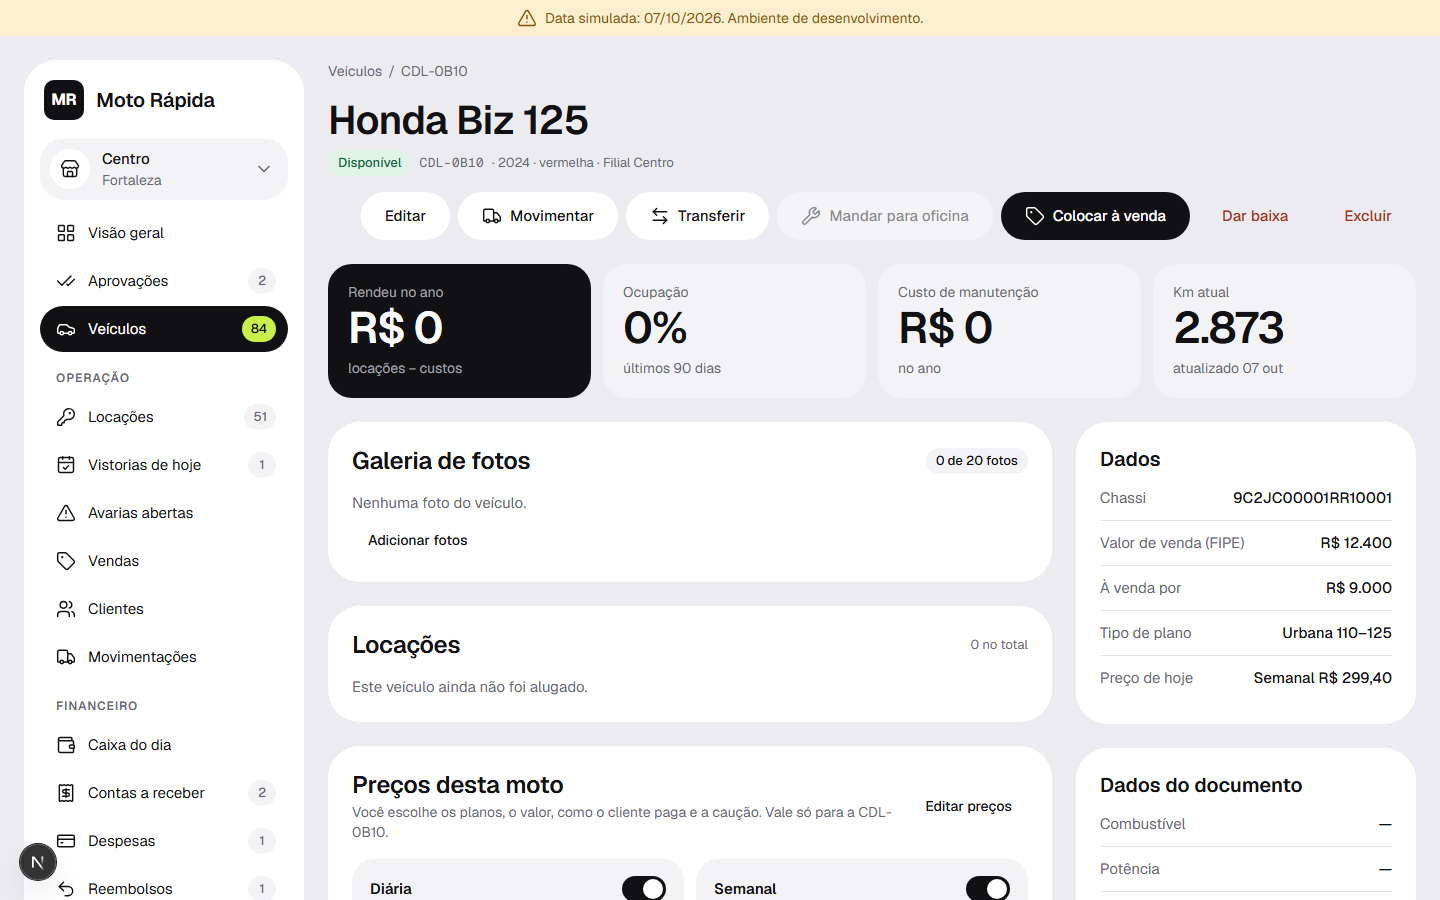 Data simulada: 07/10/2026. Ambiente de desenvolvimento.
MR Moto Rápida
Centro
Fortaleza
Visão geral
Aprovações 2
Veículos 84
OPERAÇÃO
Locações 51
Vistorias de hoje 1
Avarias abertas
Vendas
Clientes
Movimentações
FINANCEIRO
Caixa do dia
Contas a receber 2
Despesas 1
Reembolsos 1
N
Veículos / CDL-0B10
Honda Biz 125
Disponível CDL-0B10 · 2024 · vermelha · Filial Centro
Editar Movimentar Transferir Mandar para oficina Colocar à venda Dar baixa Excluir
Rendeu no ano
R$ 0
locações – custos
Ocupação
0%
últimos 90 dias
Custo de manutenção
R$ 0
no ano
Km atual
2.873
atualizado 07 out
Galeria de fotos 0 de 20 fotos
Nenhuma foto do veículo.
Adicionar fotos
Locações 0 no total
Este veículo ainda não foi alugado.
Preços desta moto
Você escolhe os planos, o valor, como o cliente paga e a caução. Vale só para a CDL-
0B10.
Editar preços
Diária Semanal
Dados
Chassi 9C2JC00001RR10001
Valor de venda (FIPE) R$ 12.400
À venda por R$ 9.000
Tipo de plano Urbana 110–125
Preço de hoje Semanal R$ 299,40
Dados do documento
Combustível —
Potência —